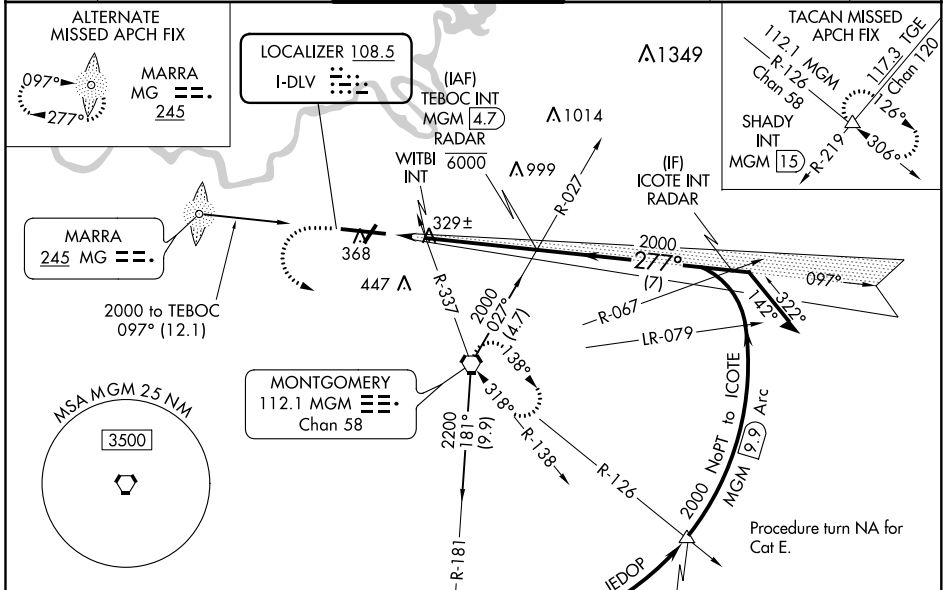 ALTERNATE
MISSED APCH FIX
097°
277°
MARRA
MG
245
LOCALIZER 108.5
I-DLV
(IAF)
TEBOC INT
MGM 4.7
RADAR
6000
WITBI
INT
1349
1014
999
R-027
(IF)
ICOTE INT
RADAR
TACAN MISSED
APCH FIX
112.1 MGM
R-126
Chan 58
117.3 TGE
Chan 120
126°
306°
R-219
SHADY
INT
MGM 15
MARRA
245 MG
2000 to TEBOC
097° (12.1)
329±
368
447
2000
277°
(7)
097°
R-337
2000
027°
(4.7)
R-067
LR-079
142°
322°
MONTGOMERY
112.1 MGM
Chan 58
138°
318°
R-138
R-126
2200
181°
(9.9)
R-181
2000 NoPT to ICOTE
MGM 9.9 Arc
MSA MGM 25 NM
3500
Procedure turn NA for
Cat E.
IEDOP